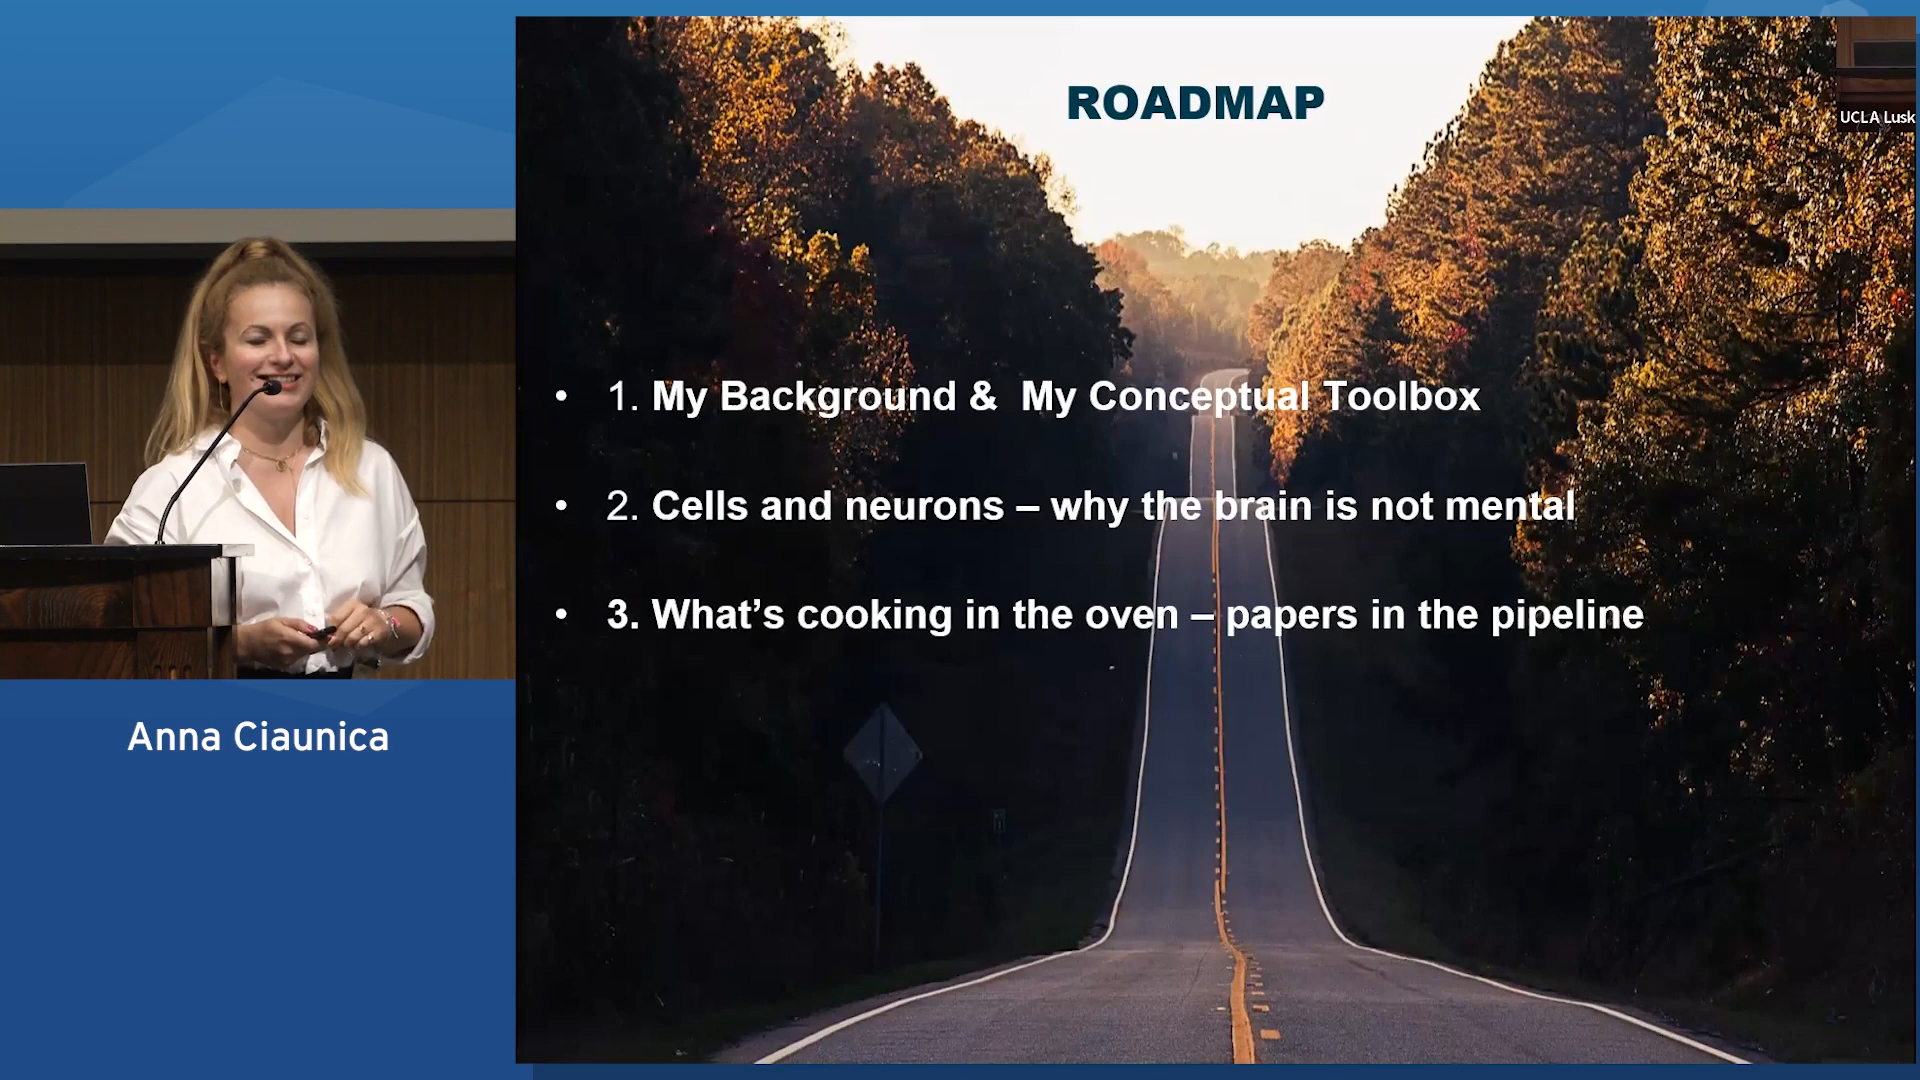 ROADMAP
UCLA Lusk
• 1. My Background & My Conceptual Toolbox
• 2. Cells and neurons – why the brain is not mental
• 3. What’s cooking in the oven – papers in the pipeline
Anna Ciaunica